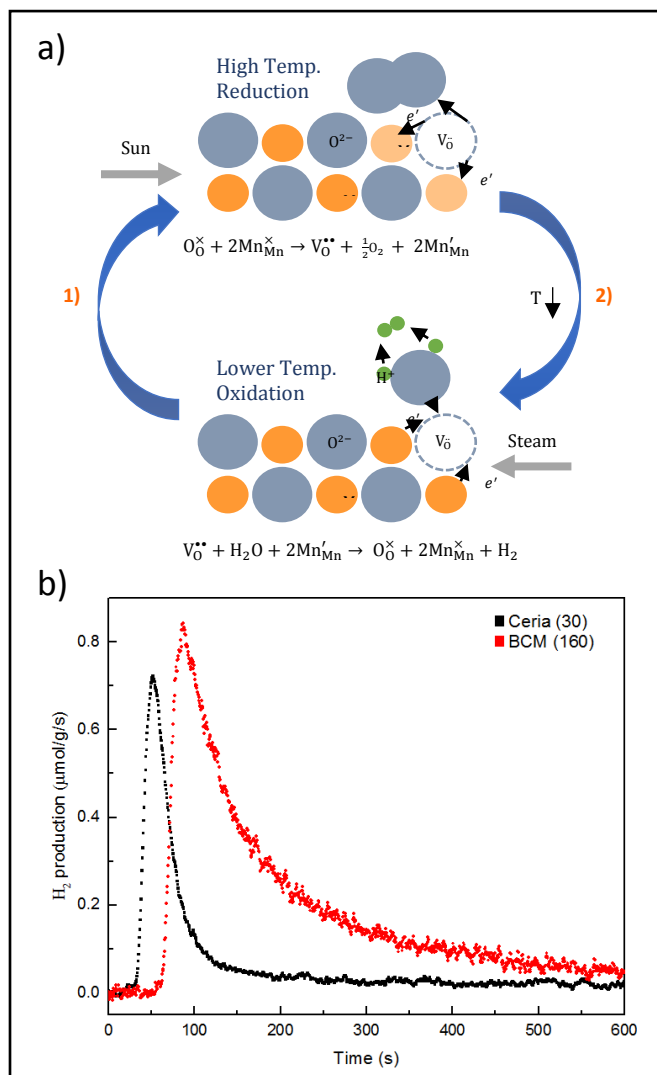 a)
High Temp.
Reduction
e′
Sun
O²⁻
V_Ö
e′
O_O^× + 2Mn_Mn^× → V_O^•• + ½O₂ + 2Mn′_Mn
1)
2)
T ↓
Lower Temp.
Oxidation
H⁺
e′
O²⁻
V_Ö
Steam
e′
V_O^•• + H₂O + 2Mn′_Mn → O_O^× + 2Mn_Mn^× + H₂
b)
Ceria (30)
BCM (160)
H₂ production (μmol/g/s)
0.8
0.6
0.4
0.2
0.0
0 100 200 300 400 500 600
Time (s)